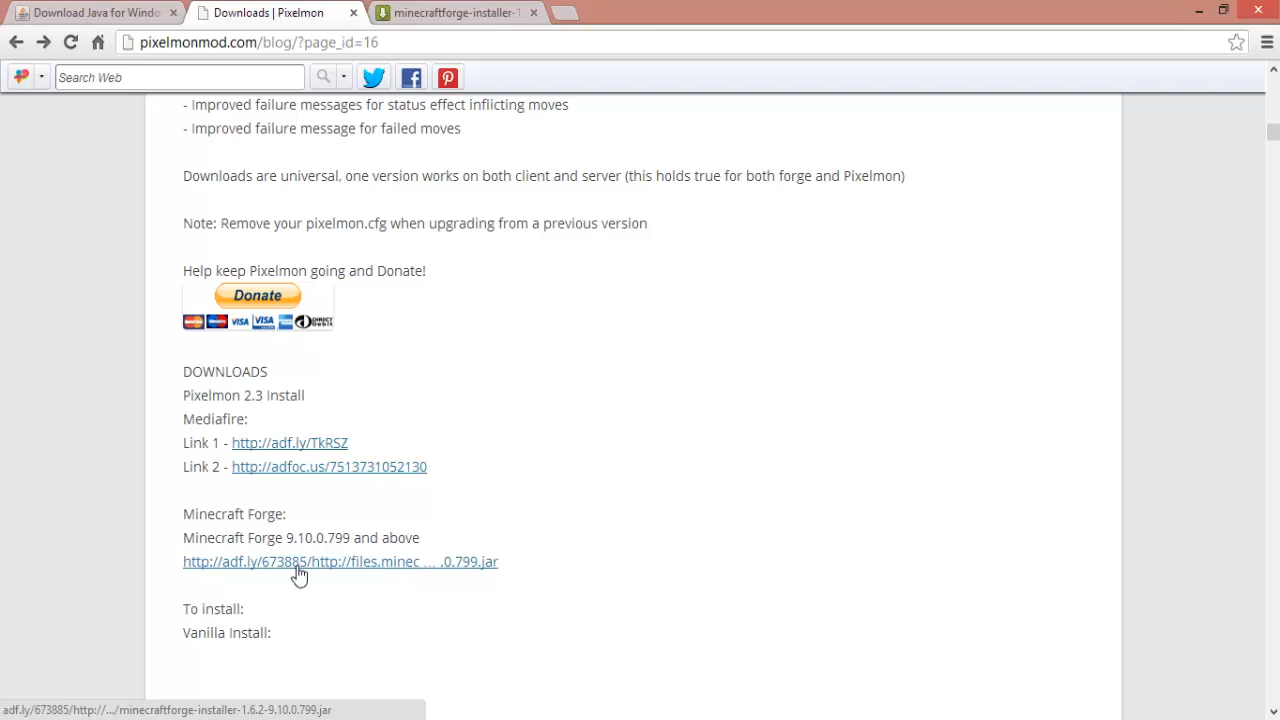 Download Java for Windo
Downloads | Pixelmon
minecraftforge-installer-1
pixelmonmod.com/blog/?page_id=16
Search Web
- Improved failure messages for status effect inflicting moves
- Improved failure message for failed moves
Downloads are universal, one version works on both client and server (this holds true for both forge and Pixelmon)
Note: Remove your pixelmon.cfg when upgrading from a previous version
Help keep Pixelmon going and Donate!
Donate
VISA VISA DIRECT Debit
DOWNLOADS
Pixelmon 2.3 Install
Mediafire:
Link 1 - http://adf.ly/TkRSZ
Link 2 - http://adfoc.us/7513731052130
Minecraft Forge:
Minecraft Forge 9.10.0.799 and above
http://adf.ly/673885/http://files.minec ... .0.799.jar
To install:
Vanilla Install:
adf.ly/673885/http://.../minecraftforge-installer-1.6.2-9.10.0.799.jar